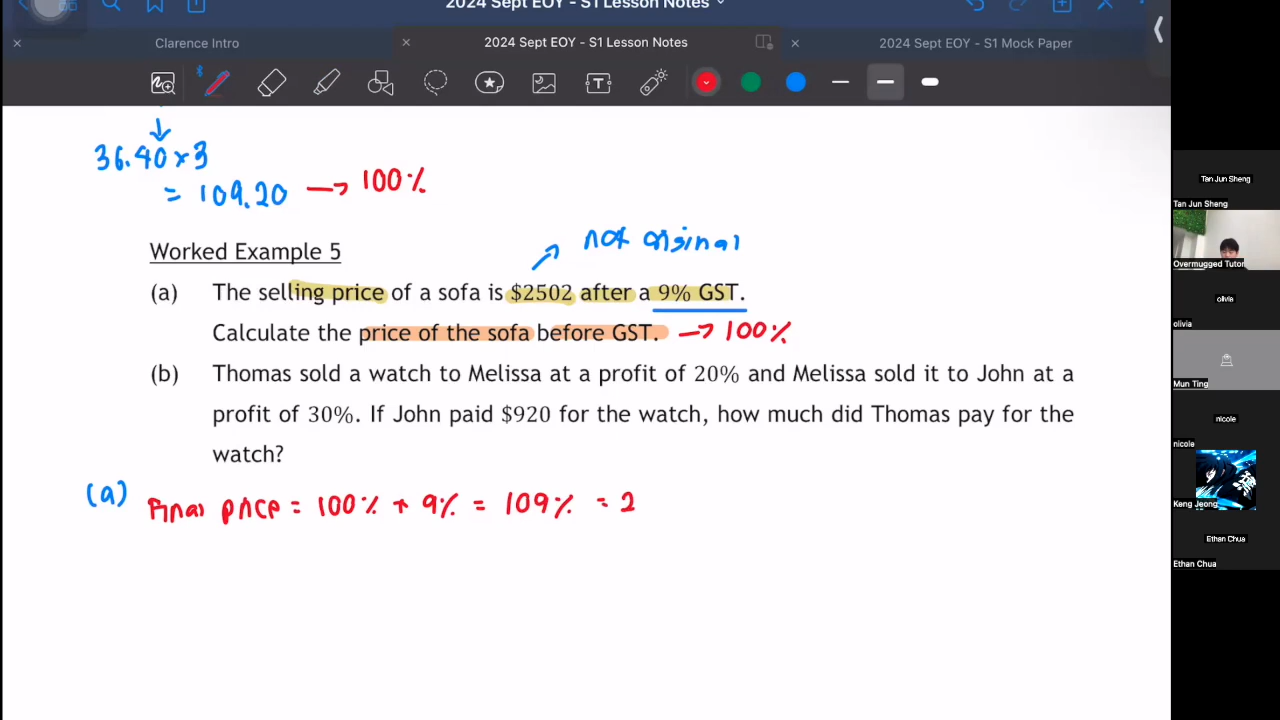 2024 Sept EOY - S1 Lesson Notes
Clarence Intro
2024 Sept EOY - S1 Lesson Notes
2024 Sept EOY - S1 Mock Paper
36.40 × 3
= 109.20 → 100%
not original
Worked Example 5
(a) The selling price of a sofa is $2502 after a 9% GST.
Calculate the price of the sofa before GST. → 100%
(b) Thomas sold a watch to Melissa at a profit of 20% and Melissa sold it to John at a
profit of 30%. If John paid $920 for the watch, how much did Thomas pay for the
watch?
(a) Final price = 100% + 9% = 109% = 2
Tan Jun Sheng
Tan Jun Sheng
Overmugged Tutor
olivia
olivia
Mun Ting
nicole
nicole
Keng Jeong
Ethan Chua
Ethan Chua